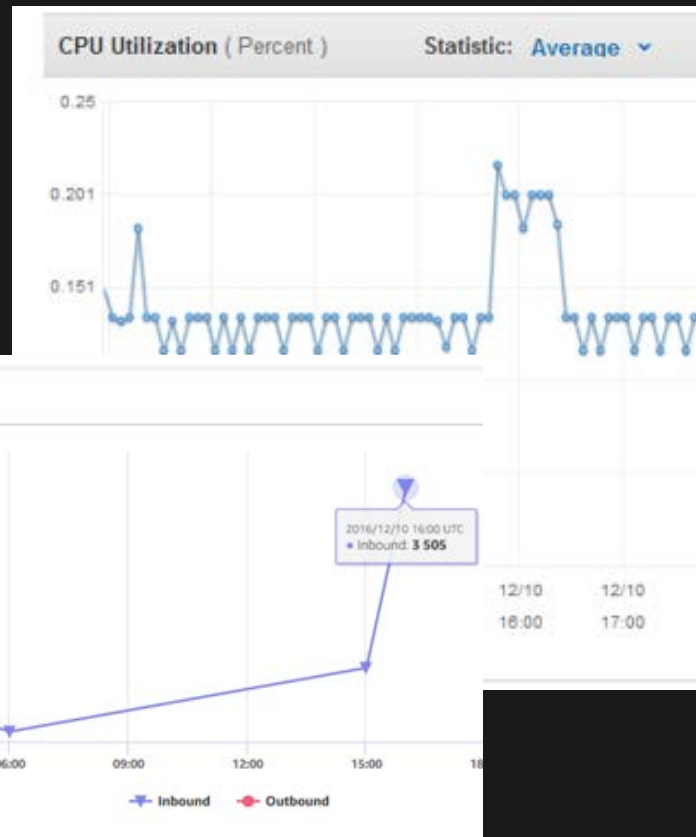 CPU Utilization ( Percent ) Statistic: Average
0.25
0.201
0.151
2016/12/10 16:00 UTC
• Inbound: 3 505
12/10 12/10
16:00 17:00
06:00 09:00 12:00 15:00 18
Inbound Outbound